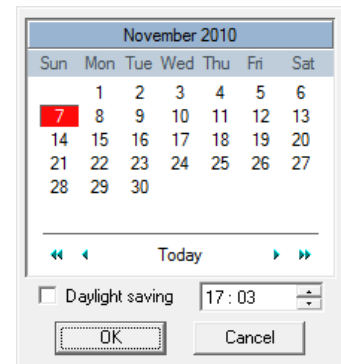 November 2010
Sun Mon Tue Wed Thu Fri Sat
1 2 3 4 5 6
7 8 9 10 11 12 13
14 15 16 17 18 19 20
21 22 23 24 25 26 27
28 29 30
Today
Daylight saving 17 : 03
OK Cancel